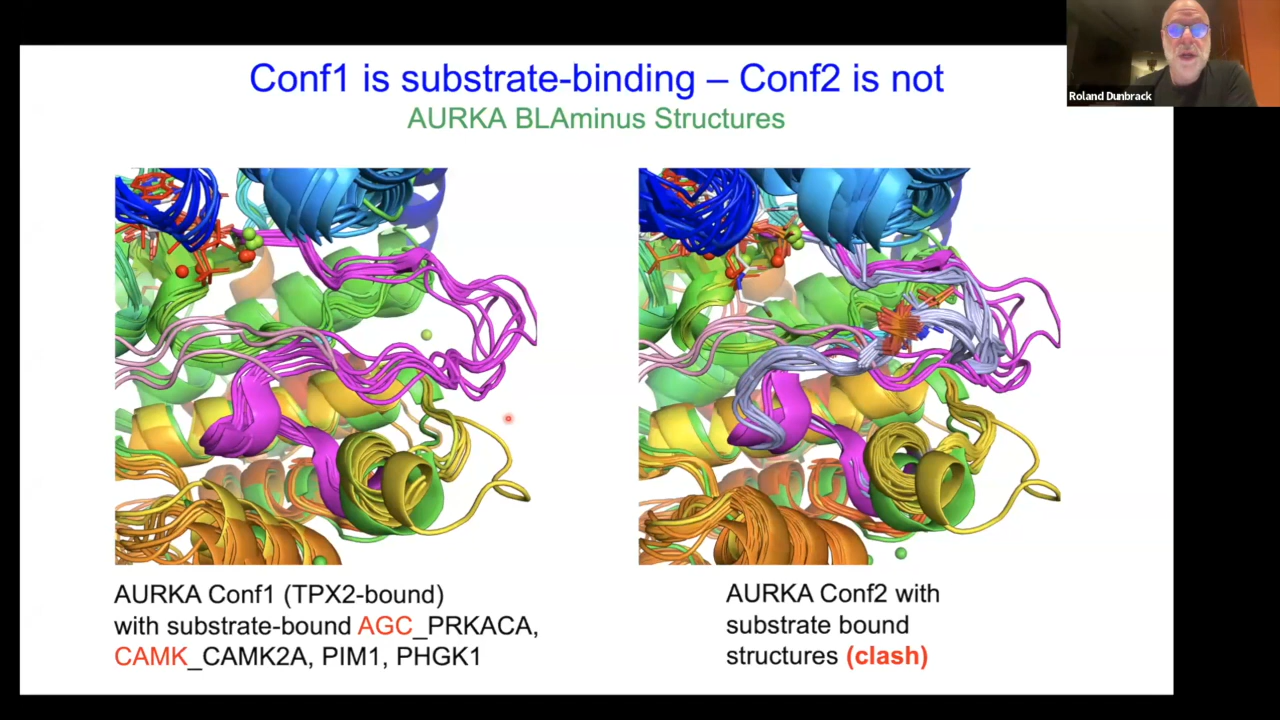 Conf1 is substrate-binding – Conf2 is not
AURKA BLAminus Structures
Roland Dunbrack
AURKA Conf1 (TPX2-bound)
with substrate-bound AGC_PRKACA,
CAMK_CAMK2A, PIM1, PHGK1
AURKA Conf2 with
substrate bound
structures (clash)